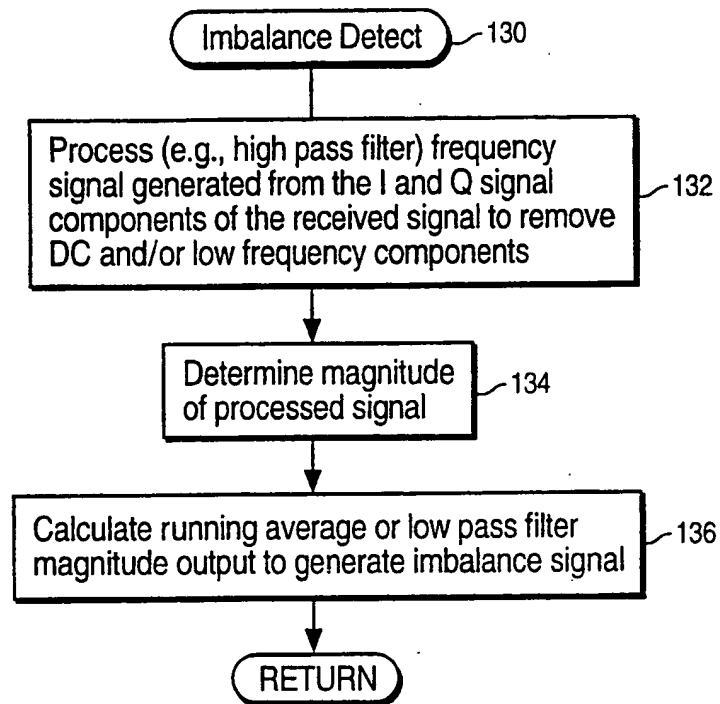 Imbalance Detect
130
Process (e.g., high pass filter) frequency
signal generated from the I and Q signal
components of the received signal to remove
DC and/or low frequency components
132
Determine magnitude
of processed signal
134
Calculate running average or low pass filter
magnitude output to generate imbalance signal
136
RETURN